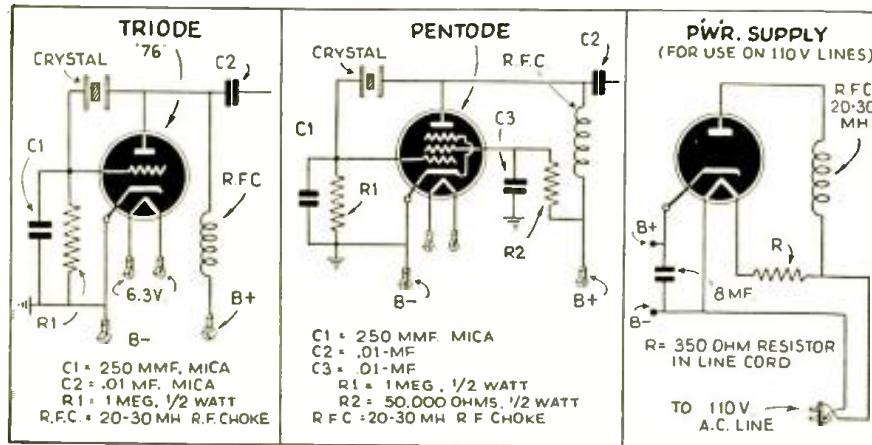 TRIODE
"76"
CRYSTAL
C2
C1
R.F.C
6.3V
R1
B-
B+
C1 = 250 MMF. MICA
C2 = .01 MF. MICA
R1 = 1 MEG, 1/2 WATT
R.F.C. = 20-30 MH R.F. CHOKE
PENTODE
CRYSTAL
R.F.C
C2
C1
C3
R1
R2
B-
B+
C1 = 250 MMF. MICA
C2 = .01-MF
C3 = .01-MF
R1 = 1 MEG, 1/2 WATT
R2 = 50,000 OHMS, 1/2 WATT
R F C = 20-30 MH R F CHOKE
PWR. SUPPLY
(FOR USE ON 110 V LINES)
R F C
20-30
MH
B+
R
8 MF.
B-
R = 350 OHM RESISTOR
IN LINE CORD
TO 110 V
A.C. LINE